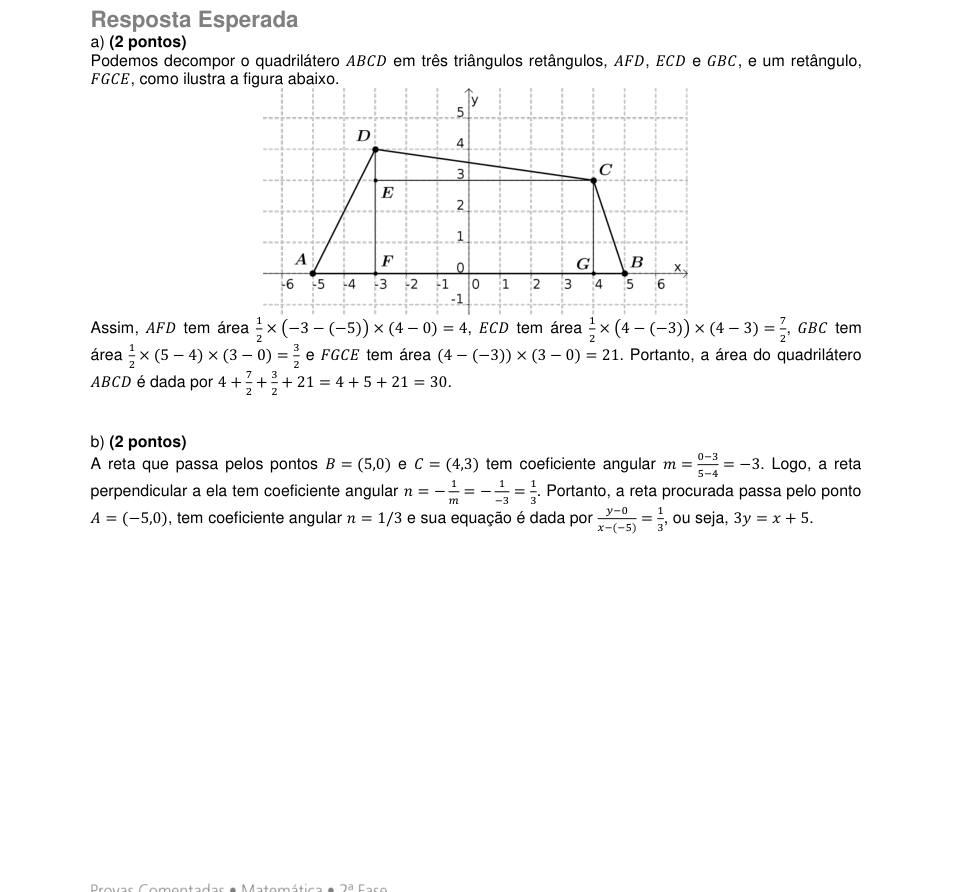 Resposta Esperada
a) (2 pontos)
Podemos decompor o quadrilátero ABCD em três triângulos retângulos, AFD, ECD e GBC, e um retângulo,
FGCE, como ilustra a figura abaixo.
y
5
D
4
C
3
E
2
1
A F 0 G B x
-6 -5 -4 -3 -2 -1 0 1 2 3 4 5 6
-1
Assim, AFD tem área 1/2 × (−3 − (−5)) × (4 − 0) = 4, ECD tem área 1/2 × (4 − (−3)) × (4 − 3) = 7/2, GBC tem
área 1/2 × (5 − 4) × (3 − 0) = 3/2 e FGCE tem área (4 − (−3)) × (3 − 0) = 21. Portanto, a área do quadrilátero
ABCD é dada por 4 + 7/2 + 3/2 + 21 = 4 + 5 + 21 = 30.
b) (2 pontos)
A reta que passa pelos pontos B = (5,0) e C = (4,3) tem coeficiente angular m = 0−3/5−4 = −3. Logo, a reta
perpendicular a ela tem coeficiente angular n = −1/m = −1/−3 = 1/3. Portanto, a reta procurada passa pelo ponto
A = (−5,0), tem coeficiente angular n = 1/3 e sua equação é dada por y−0/x−(−5) = 1/3, ou seja, 3y = x + 5.
Provas Comentadas • Matemática • 2ª Fase